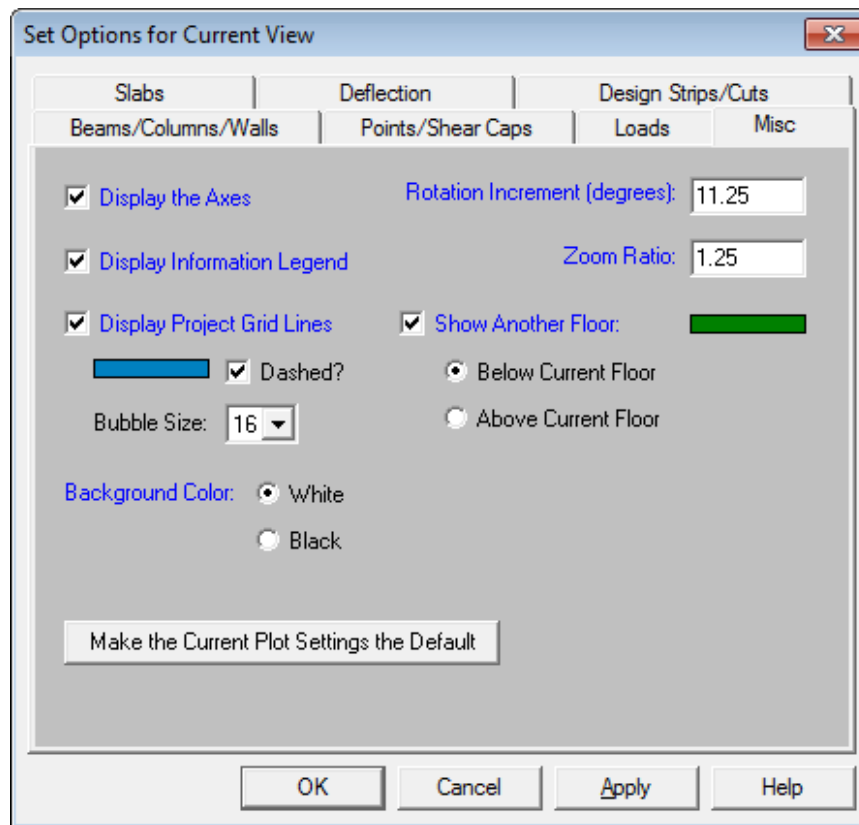 Set Options for Current View
Slabs Deflection Design Strips/Cuts
Beams/Columns/Walls Points/Shear Caps Loads Misc
Display the Axes Rotation Increment (degrees): 11.25
Display Information Legend Zoom Ratio: 1.25
Display Project Grid Lines Show Another Floor:
Dashed? Below Current Floor
Bubble Size: 16 Above Current Floor
Background Color: White
Black
Make the Current Plot Settings the Default
OK Cancel Apply Help